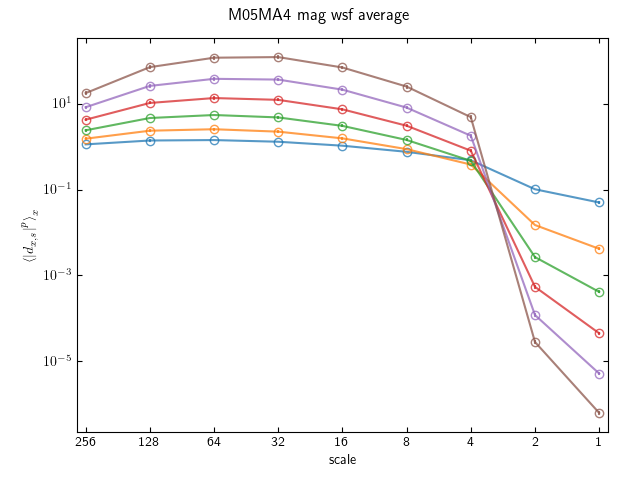 M05MA4 mag wsf average
⟨|d_{x,s}|^p⟩_x
10^1
10^{-1}
10^{-3}
10^{-5}
256 128 64 32 16 8 4 2 1
scale